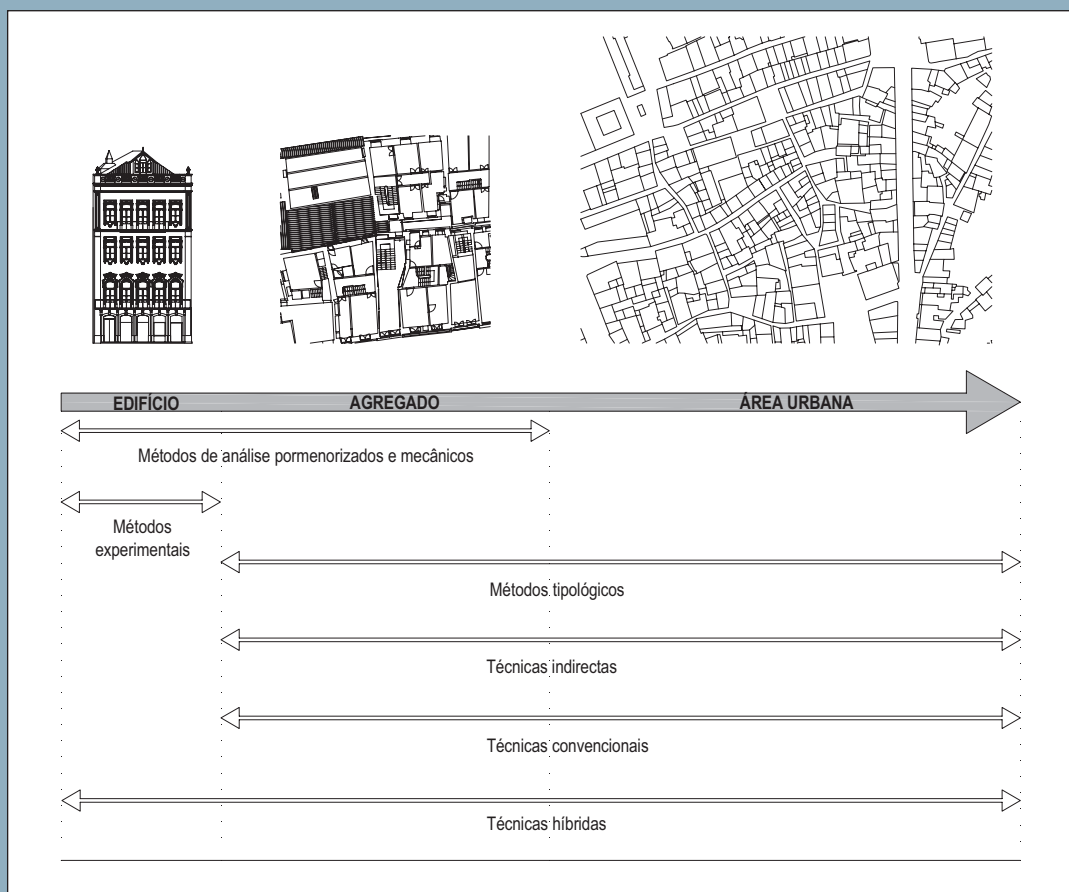 EDIFÍCIO AGREGADO ÁREA URBANA
Métodos de análise pormenorizados e mecânicos
Métodos
experimentais
Métodos tipológicos
Técnicas indirectas
Técnicas convencionais
Técnicas híbridas